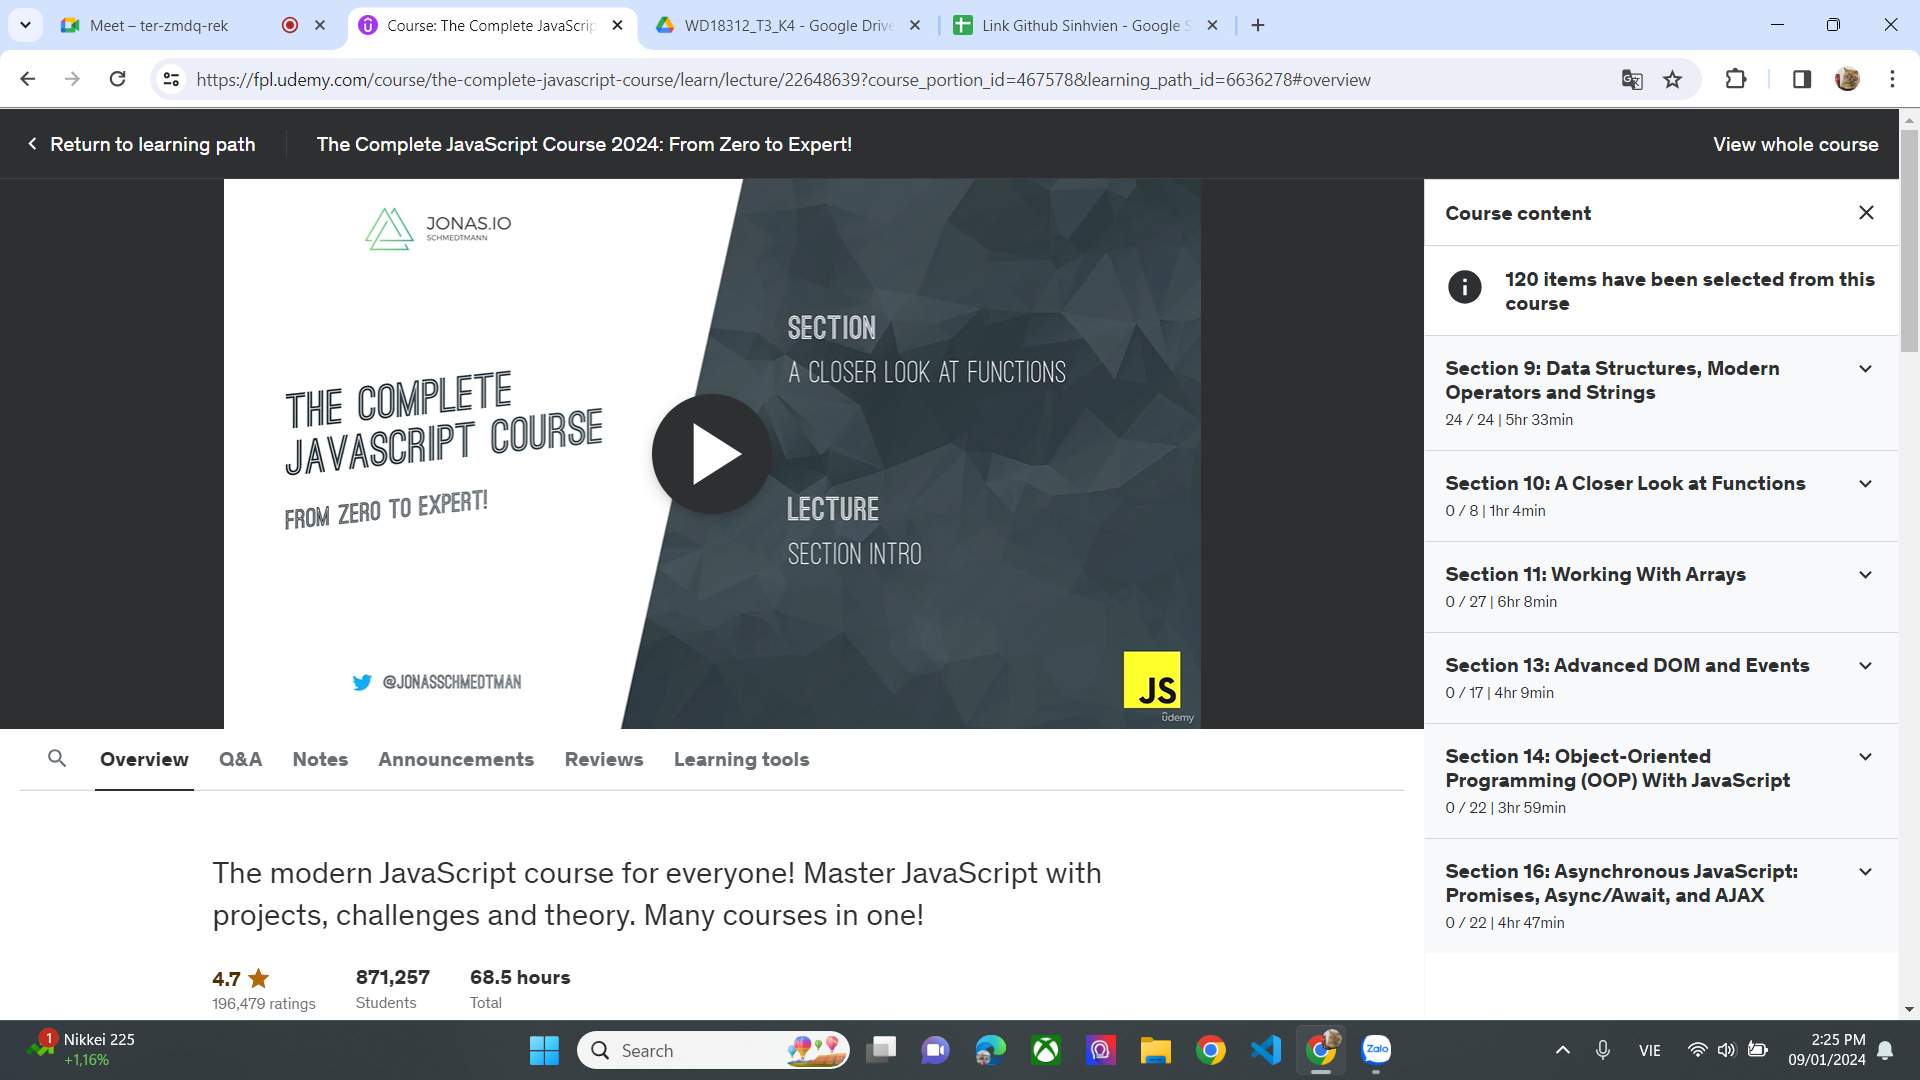 Meet – ter-zmdq-rek
Course: The Complete JavaScrip
WD18312_T3_K4 - Google Drive
Link Github Sinhvien - Google S
https://fpl.udemy.com/course/the-complete-javascript-course/learn/lecture/22648639?course_portion_id=467578&learning_path_id=6636278#overview
Return to learning path
The Complete JavaScript Course 2024: From Zero to Expert!
View whole course
JONAS.IO
SCHMEDTMANN
THE COMPLETE
JAVASCRIPT COURSE
FROM ZERO TO EXPERT!
@JONASSCHMEDTMAN
SECTION
A CLOSER LOOK AT FUNCTIONS
LECTURE
SECTION INTRO
JS
udemy
Course content
120 items have been selected from this
course
Section 9: Data Structures, Modern
Operators and Strings
24 / 24 | 5hr 33min
Section 10: A Closer Look at Functions
0 / 8 | 1hr 4min
Section 11: Working With Arrays
0 / 27 | 6hr 8min
Section 13: Advanced DOM and Events
0 / 17 | 4hr 9min
Section 14: Object-Oriented
Programming (OOP) With JavaScript
0 / 22 | 3hr 59min
Section 16: Asynchronous JavaScript:
Promises, Async/Await, and AJAX
0 / 22 | 4hr 47min
Overview
Q&A
Notes
Announcements
Reviews
Learning tools
The modern JavaScript course for everyone! Master JavaScript with
projects, challenges and theory. Many courses in one!
4.7
196,479 ratings
871,257
Students
68.5 hours
Total
1
Nikkei 225
+1,16%
Search
Zalo
VIE
2:25 PM
09/01/2024